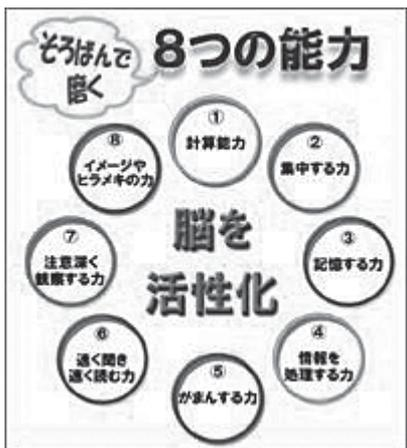 そろばんで
磨く
8つの能力
①
計算能力
②
集中する力
③
記憶する力
④
情報を
処理する力
⑤
がまんする力
⑥
速く聞き
速く読む力
⑦
注意深く
観察する力
⑧
イメージや
ヒラメキの力
脳を
活性化